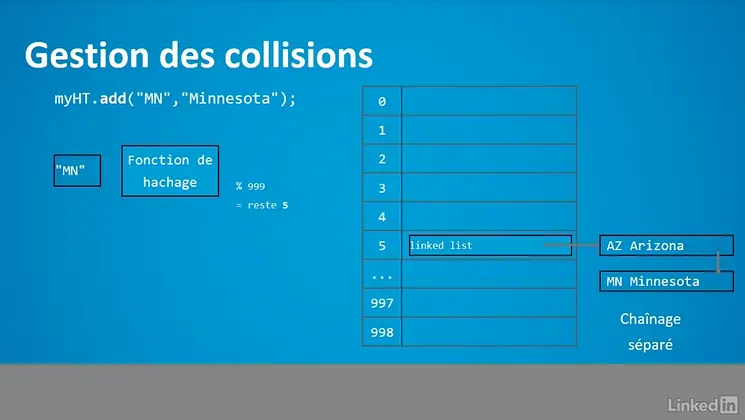 Gestion des collisions
myHT.add("MN","Minnesota");
"MN"
Fonction de
hachage
% 999
= reste 5
0
1
2
3
4
5
linked list
...
997
998
AZ Arizona
MN Minnesota
Chaînage
séparé
Linked in